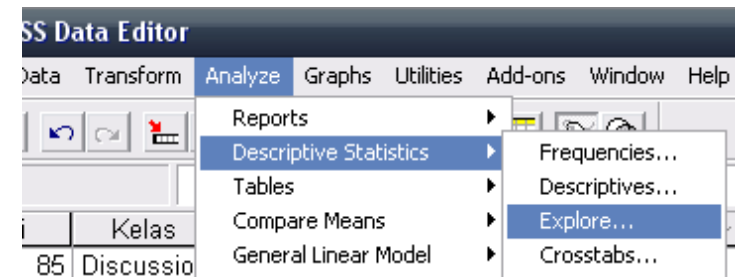 SS Data Editor
Data Transform Analyze Graphs Utilities Add-ons Window Help
Reports
Descriptive Statistics Frequencies...
Tables Descriptives...
Kelas Compare Means Explore...
85 Discussio General Linear Model Crosstabs...